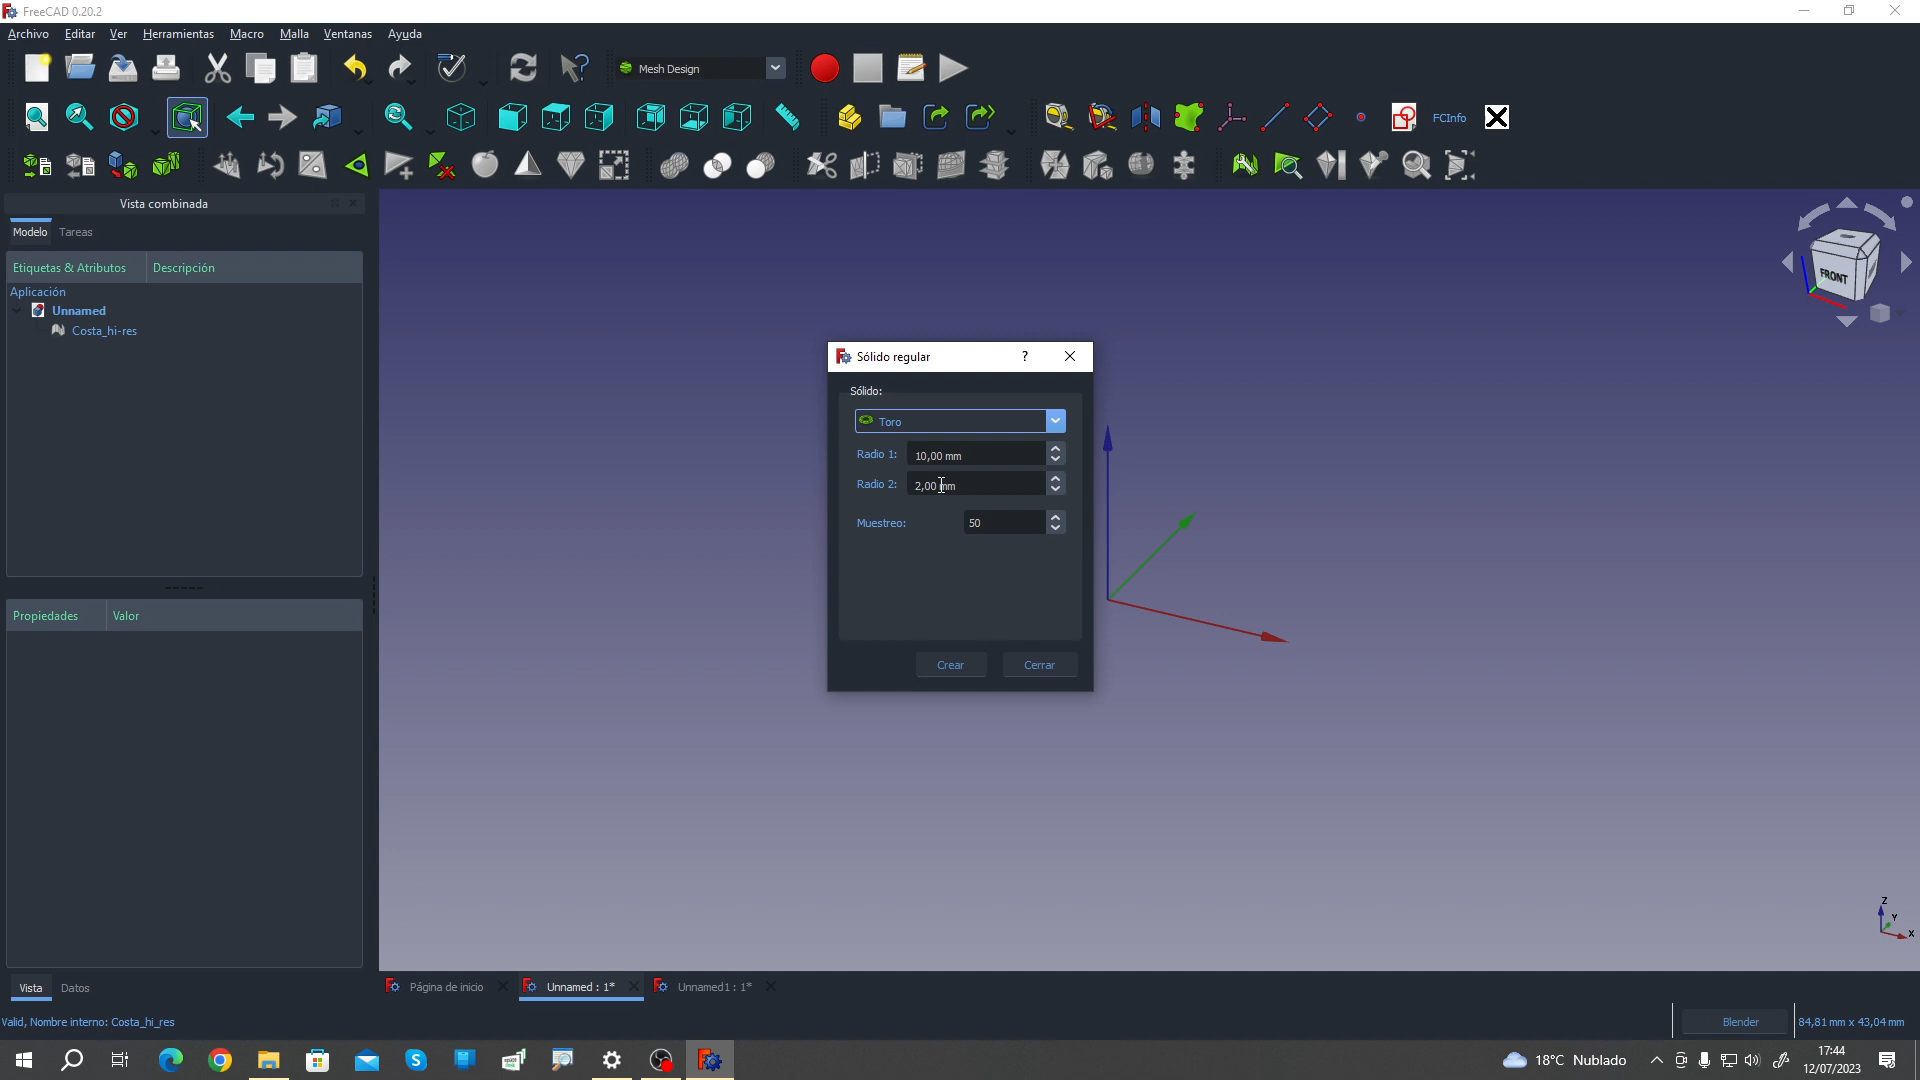 FreeCAD 0.20.2
Archivo Editar Ver Herramientas Macro Malla Ventanas Ayuda
Mesh Design
FCInfo
Vista combinada
Modelo Tareas
Etiquetas & Atributos Descripción
Aplicación
Unnamed
Costa_hi-res
FRONT
Sólido regular ?
Sólido:
Toro
Radio 1: 10,00 mm
Radio 2: 2,00 mm
Muestreo: 50
Crear Cerrar
Propiedades Valor
Z
Y
X
Vista Datos
Página de inicio Unnamed : 1* Unnamed1 : 1*
Valid, Nombre interno: Costa_hi_res
Blender 84,81 mm x 43,04 mm
18°C Nublado
17:44
12/07/2023